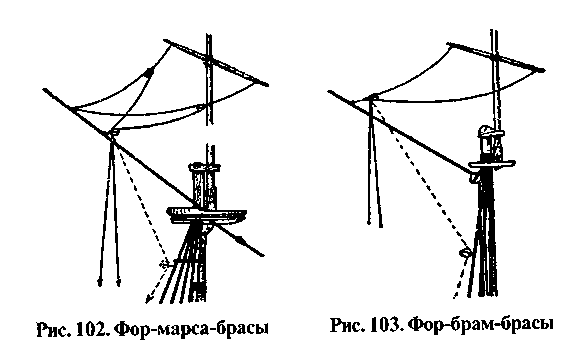 Рис. 102. Фор-марса-брасы
Рис. 103. Фор-брам-брасы